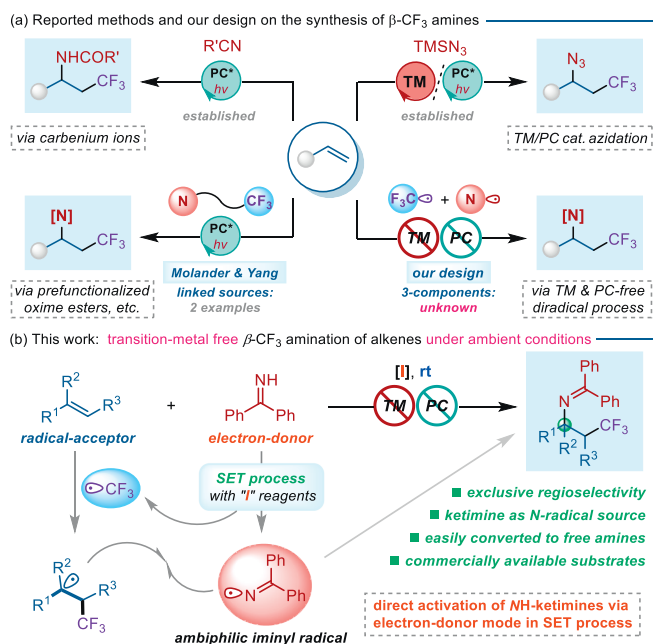 (a) Reported methods and our design on the synthesis of β-CF₃ amines
NHCOR'
CF₃
via carbenium ions
R'CN
PC*
hν
established
TMSN₃
TM
PC*
hν
established
N₃
CF₃
TM/PC cat. azidation
[N]
CF₃
via prefunctionalized
oxime esters, etc.
N
CF₃
PC*
hν
Molander & Yang
linked sources:
2 examples
F₃C
+
N
TM
PC
our design
3-components:
unknown
[N]
CF₃
via TM & PC-free
diradical process
(b) This work: transition-metal free β-CF₃ amination of alkenes under ambient conditions
R²
R¹
R³
radical-acceptor
+
NH
Ph
Ph
electron-donor
[I], rt
TM
PC
Ph
N
Ph
R¹
R²
CF₃
R³
SET process
with "I" reagents
CF₃
R²
R¹
R³
CF₃
Ph
N
Ph
ambiphilic iminyl radical
exclusive regioselectivity
ketimine as N-radical source
easily converted to free amines
commercially available substrates
direct activation of NH-ketimines via
electron-donor mode in SET process